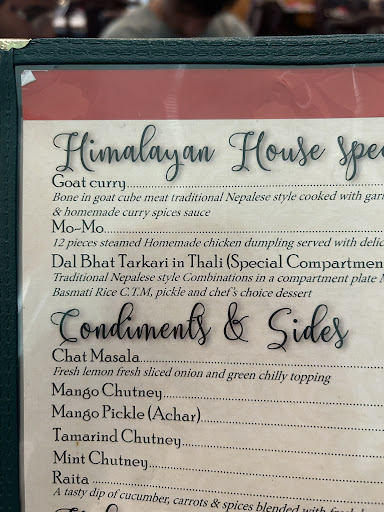 Himalayan House spec
Goat curry
Bone in goat cube meat traditional Nepalese style cooked with garl
& homemade curry spices sauce
Mo-Mo
12 pieces steamed Homemade chicken dumpling served with delic
Dal Bhat Tarkari in Thali (Special Compartmen
Traditional Nepalese style Combinations in a compartment plate
Basmati Rice C.T.M, pickle and chef's choice dessert
Condiments & Sides
Chat Masala
Fresh lemon fresh sliced onion and green chilly topping
Mango Chutney
Mango Pickle (Achar)
Tamarind Chutney
Mint Chutney
Raita
A tasty dip of cucumber, carrots & spices blended with